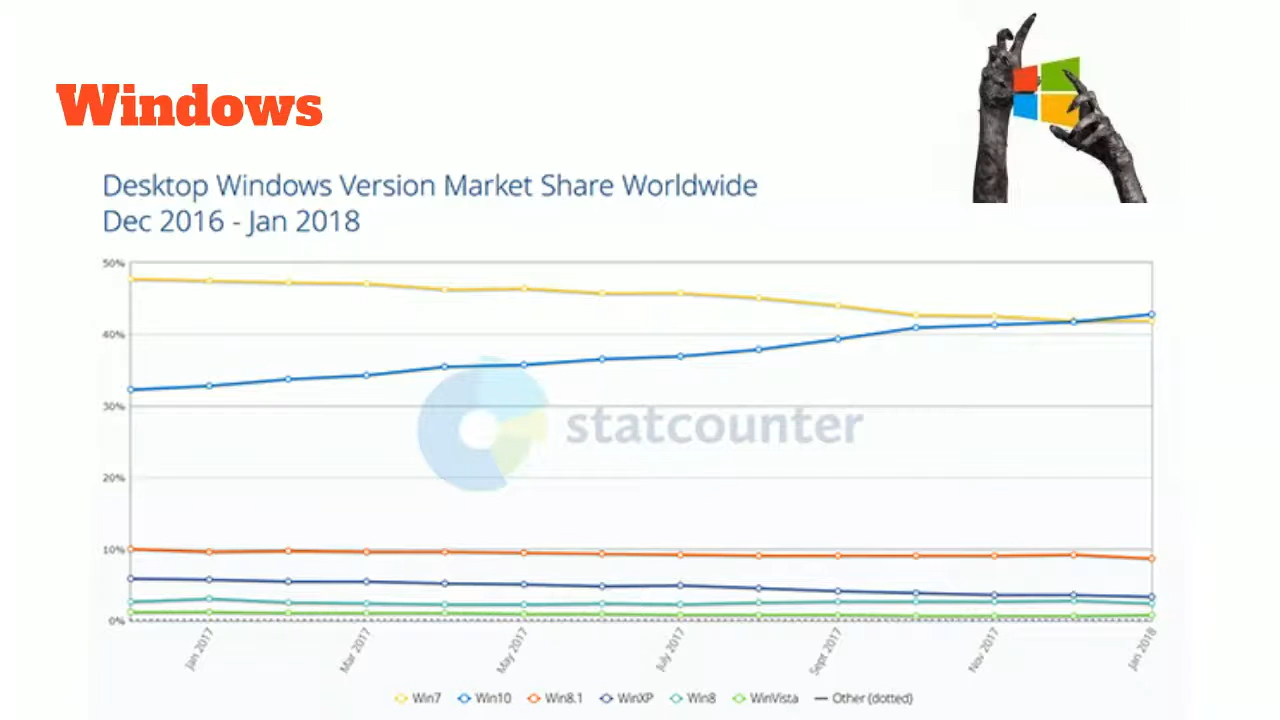 Windows
Desktop Windows Version Market Share Worldwide
Dec 2016 - Jan 2018
50%
40%
30%
20%
10%
0%
statcounter
Jan 2017
Mar 2017
May 2017
July 2017
Sept 2017
Nov 2017
Jan 2018
Win7 Win10 Win8.1 WinXP Win8 WinVista Other (dotted)